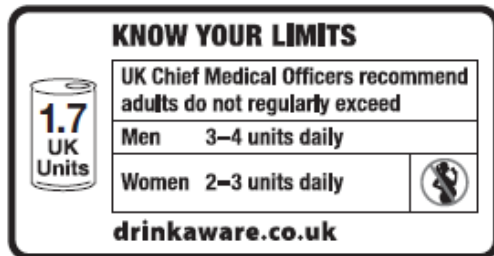 KNOW YOUR LIMITS
1.7
UK
Units
UK Chief Medical Officers recommend
adults do not regularly exceed
Men 3–4 units daily
Women 2–3 units daily
drinkaware.co.uk